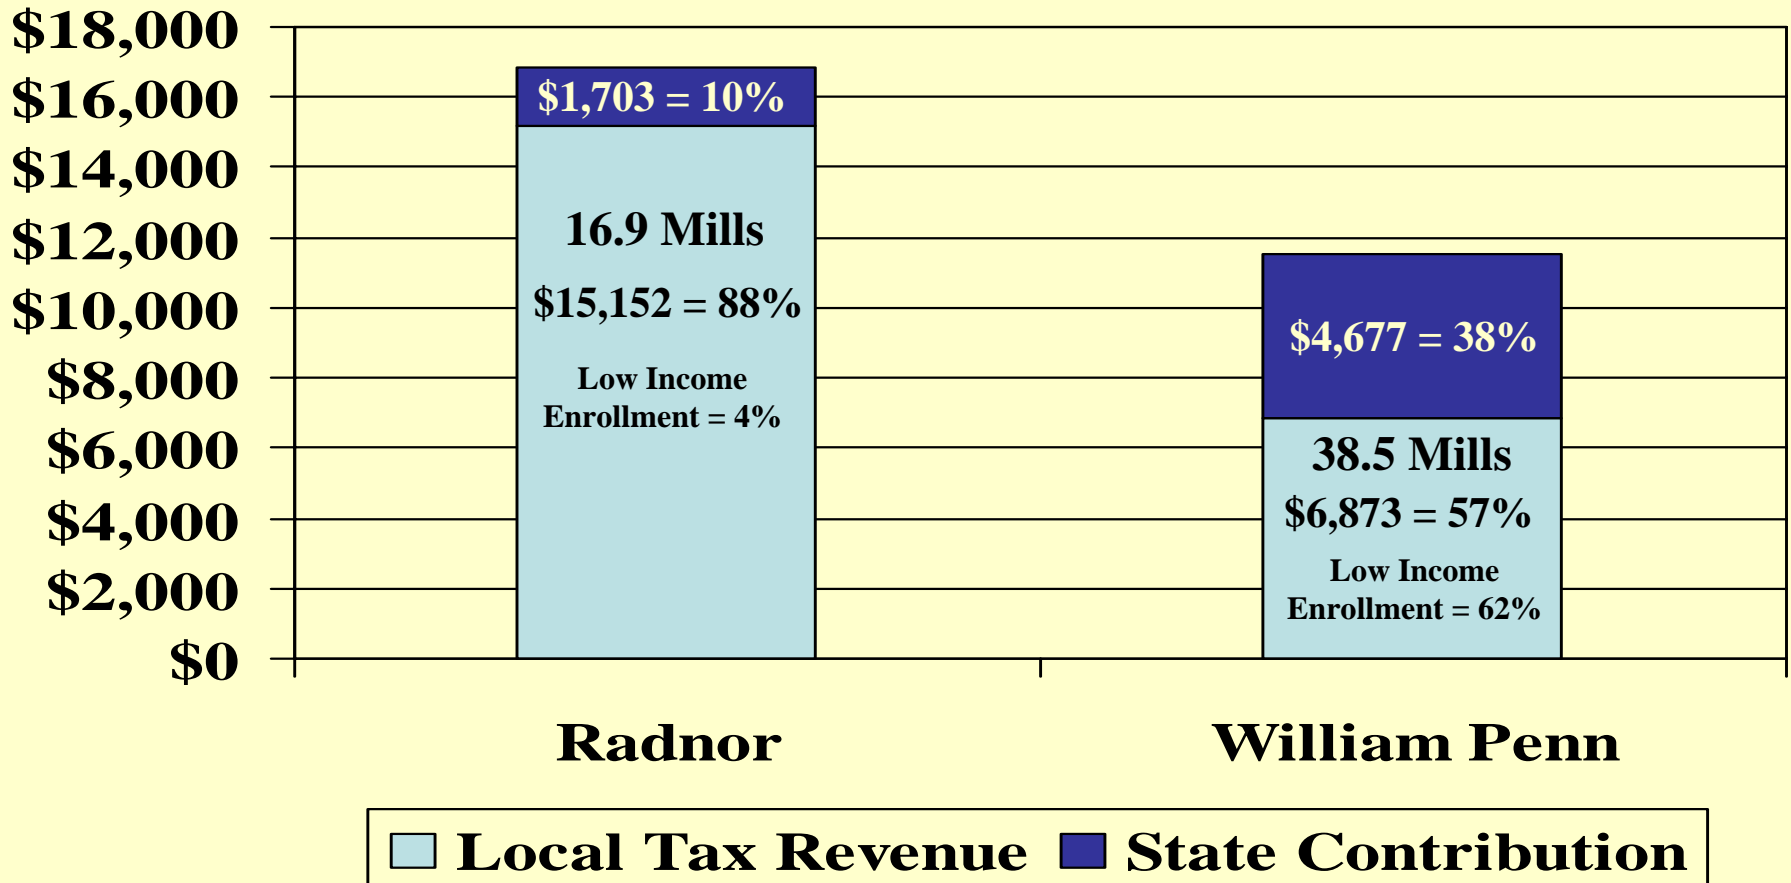 $18,000
$16,000
$14,000
$12,000
$10,000
$8,000
$6,000
$4,000
$2,000
$0
$1,703 = 10%
16.9 Mills
$15,152 = 88%
Low Income
Enrollment = 4%
$4,677 = 38%
38.5 Mills
$6,873 = 57%
Low Income
Enrollment = 62%
Radnor
William Penn
Local Tax Revenue
State Contribution